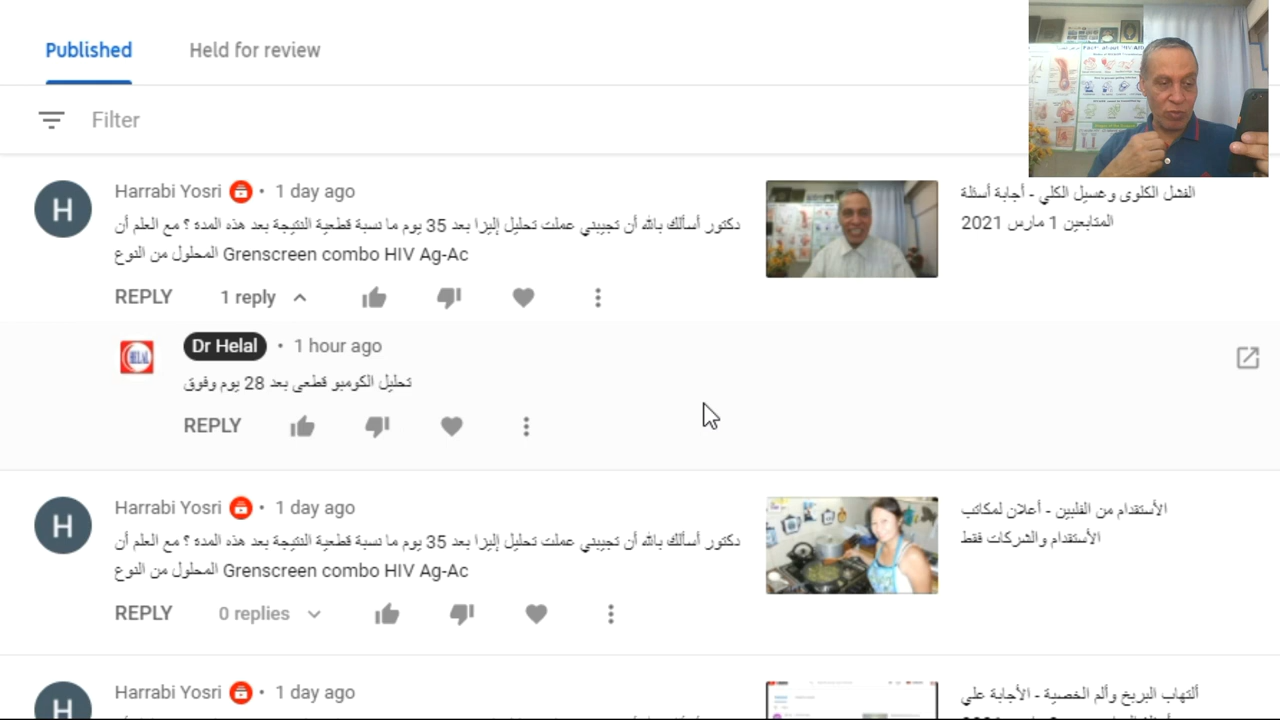 Published
Held for review
Filter
Harrabi Yosri • 1 day ago
دكتور أسألك بالله أن تجيبني عملت تحليل إليزا بعد 35 يوم ما نسبة قطعية النتيجة بعد هذه المدة ؟ مع العلم أن
المحلول من النوع Grenscreen combo HIV Ag-Ac
الفشل الكلوى وغسيل الكلي - أجابة أسئلة
المتابعين 1 مارس 2021
REPLY
1 reply
Dr Helal • 1 hour ago
HELAL
تحليل الكومبو قطعى بعد 28 يوم وفوق
REPLY
H
Harrabi Yosri • 1 day ago
دكتور أسألك بالله أن تجيبني عملت تحليل إليزا بعد 35 يوم ما نسبة قطعية النتيجة بعد هذه المدة ؟ مع العلم أن
المحلول من النوع Grenscreen combo HIV Ag-Ac
الأستقدام من الفلبين - أعلان لمكاتب
الأستقدام والشركات فقط
REPLY
0 replies
H
Harrabi Yosri • 1 day ago
ألتهاب البربخ وألم الخصية - الأجابة علي